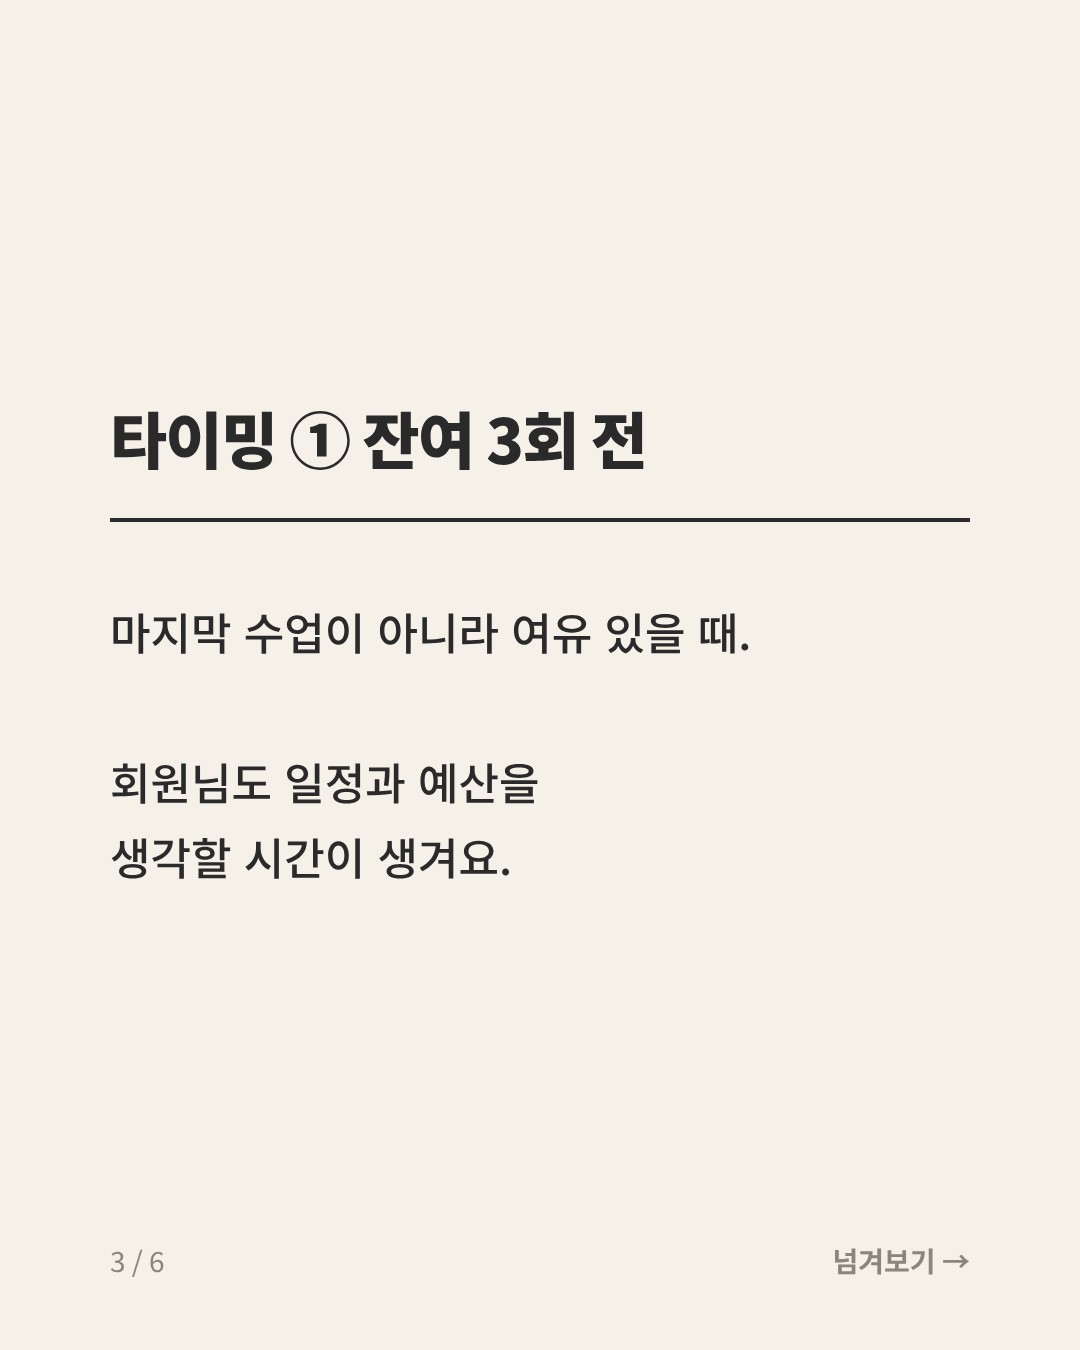 타이밍 ① 잔여 3회 전
마지막 수업이 아니라 여유 있을 때.
회원님도 일정과 예산을
생각할 시간이 생겨요.
3 / 6
넘겨보기 →